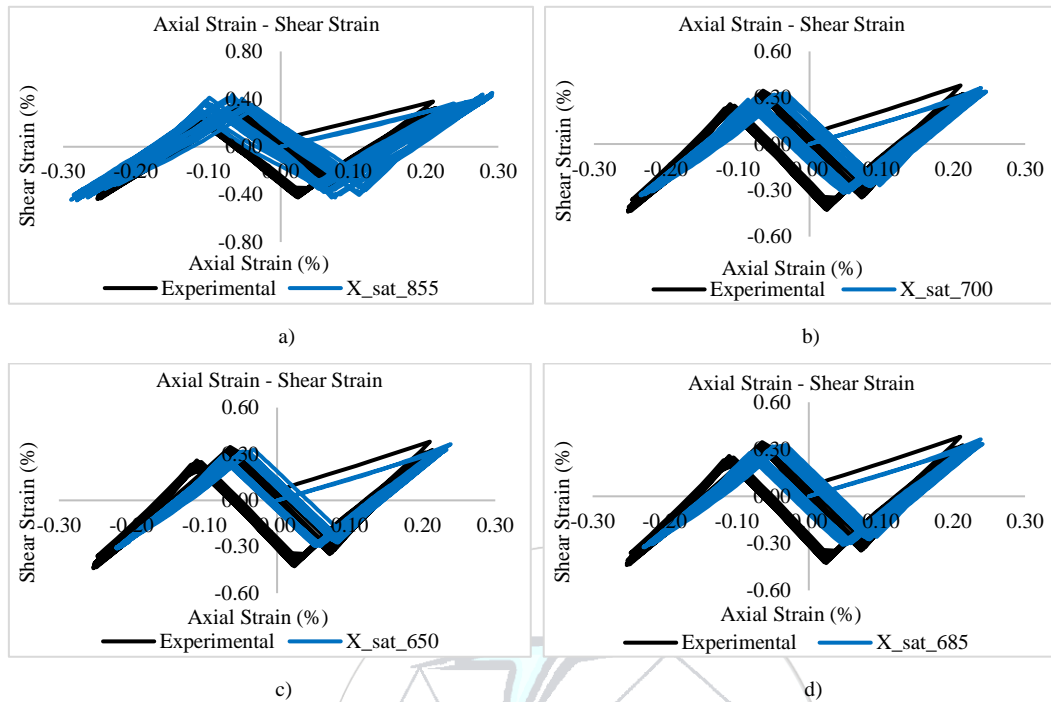 Axial Strain - Shear Strain
0.80
0.40
0.00
-0.40
-0.80
-0.30 -0.20 -0.10 0.00 0.10 0.20 0.30
Shear Strain (%)
Axial Strain (%)
Experimental X_sat_855
a)
Axial Strain - Shear Strain
0.60
0.30
0.00
-0.30
-0.60
-0.30 -0.20 -0.10 0.00 0.10 0.20 0.30
Shear Strain (%)
Axial Strain (%)
Experimental X_sat_700
b)
Axial Strain - Shear Strain
0.60
0.30
0.00
-0.30
-0.60
-0.30 -0.20 -0.10 0.00 0.10 0.20 0.30
Shear Strain (%)
Axial Strain (%)
Experimental X_sat_650
c)
Axial Strain - Shear Strain
0.60
0.30
0.00
-0.30
-0.60
-0.30 -0.20 -0.10 0.00 0.10 0.20 0.30
Shear Strain (%)
Axial Strain (%)
Experimental X_sat_685
d)